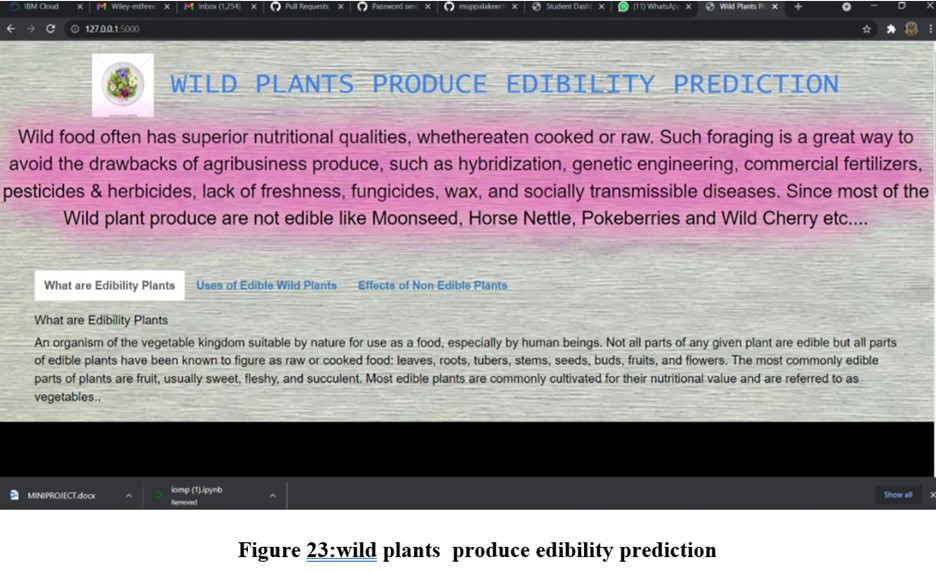 IBM Cloud
Wiley-mthree
Inbox (1,254)
Pull Requests
Password
muppalakeer
Student Dash
(11) WhatsAp
Wild Plants Pr
127.0.0.1:5000
WILD PLANTS PRODUCE EDIBILITY PREDICTION
Wild food often has superior nutritional qualities, whethereaten cooked or raw. Such foraging is a great way to
avoid the drawbacks of agribusiness produce, such as hybridization, genetic engineering, commercial fertilizers,
pesticides & herbicides, lack of freshness, fungicides, wax, and socially transmissible diseases. Since most of the
Wild plant produce are not edible like Moonseed, Horse Nettle, Pokeberries and Wild Cherry etc....
What are Edibility Plants
Uses of Edible Wild Plants
Effects of Non Edible Plants
What are Edibility Plants
An organism of the vegetable kingdom suitable by nature for use as a food, especially by human beings. Not all parts of any given plant are edible but all parts
of edible plants have been known to figure as raw or cooked food: leaves, roots, tubers, stems, seeds, buds, fruits, and flowers. The most commonly edible
parts of plants are fruit, usually sweet, fleshy, and succulent. Most edible plants are commonly cultivated for their nutritional value and are referred to as
vegetables..
MINIPROJECT.docx
iomp (1).ipynb
Removed
Show all
Figure 23:wild plants produce edibility prediction